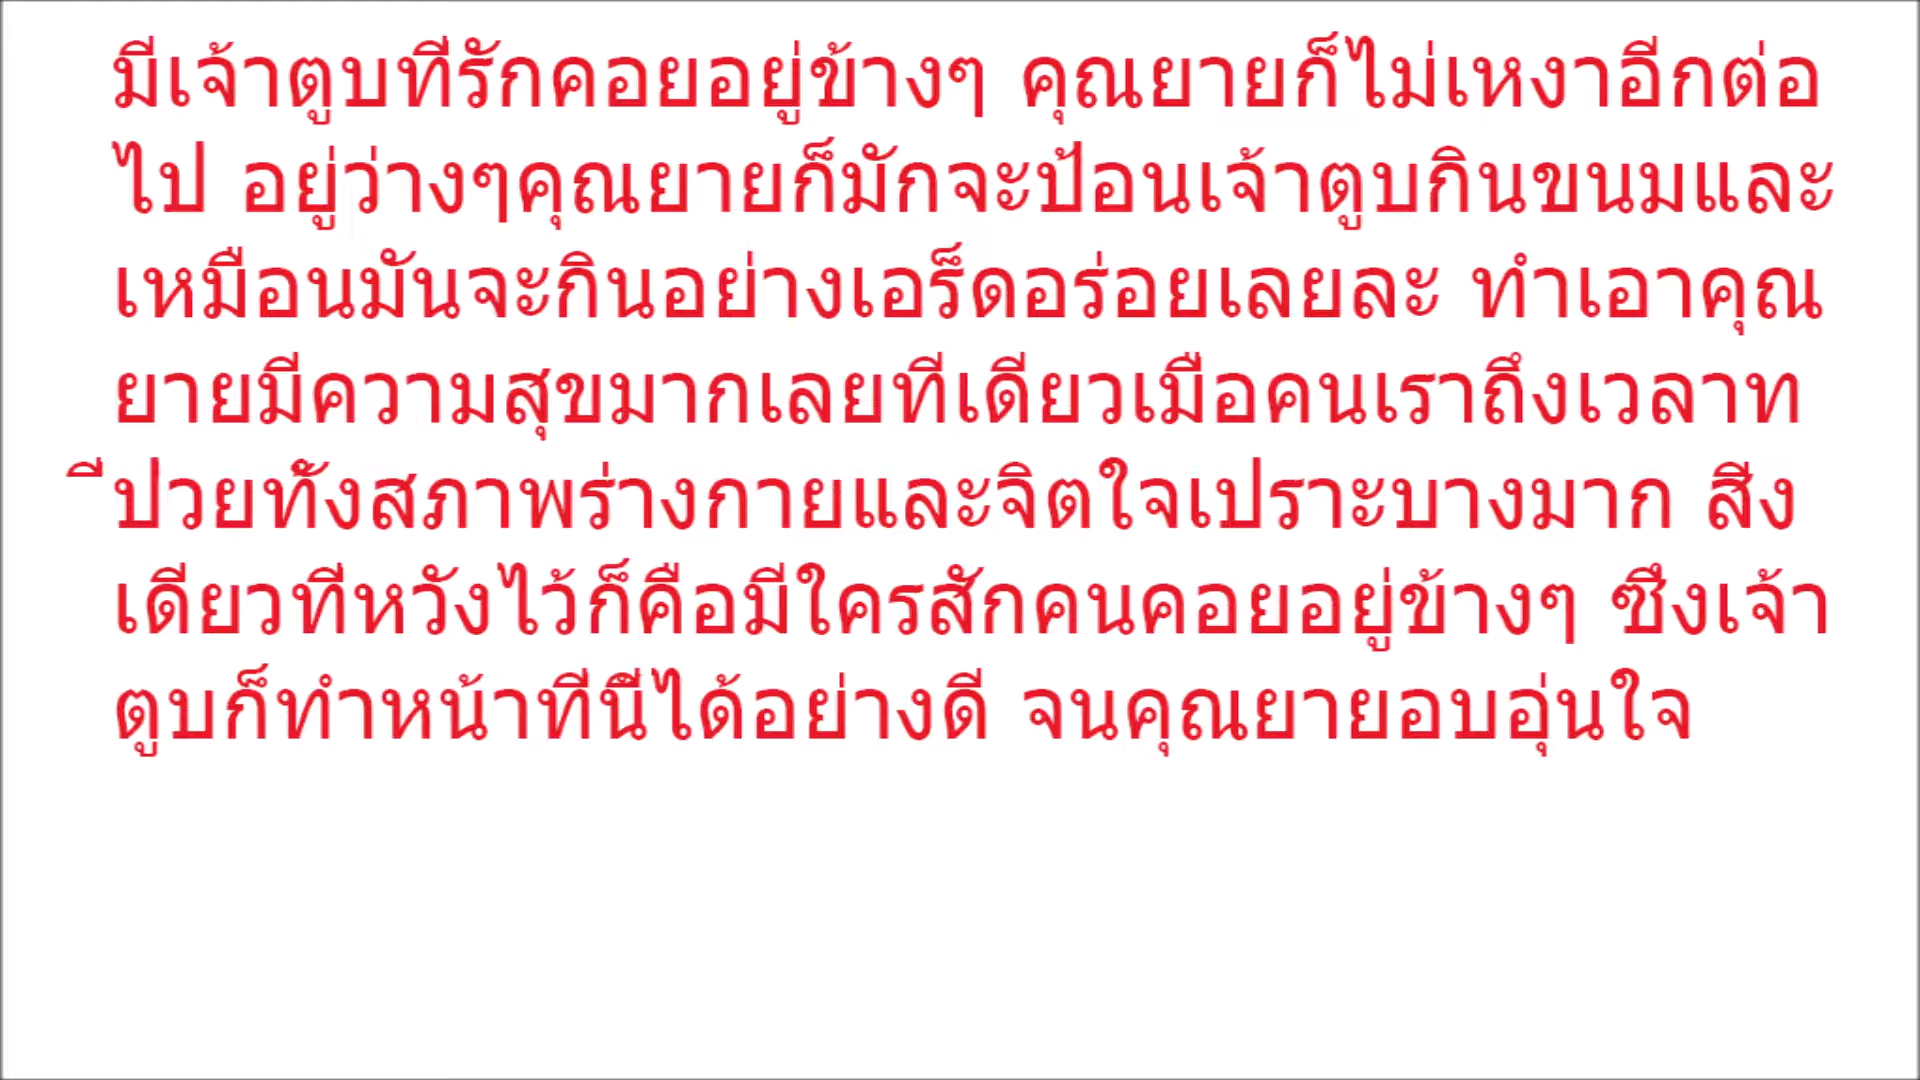 มีเจ้าตูบที่รักคอยอยู่ข้างๆ คุณยายก็ไม่เหงาอีกต่อ
ไป อยู่ว่างๆคุณยายก็มักจะป้อนเจ้าตูบกินขนมและ
เหมือนมันจะกินอย่างเอร็ดอร่อยเลยละ ทำเอาคุณ
ยายมีความสุขมากเลยทีเดียวเมื่อคนเราถึงเวลาท
ี่ป่วยทั้งสภาพร่างกายและจิตใจเปราะบางมาก สิ่ง
เดียวที่หวังไว้ก็คือมีใครสักคนคอยอยู่ข้างๆ ซึ่งเจ้า
ตูบก็ทำหน้าที่นี้ได้อย่างดี จนคุณยายอบอุ่นใจ